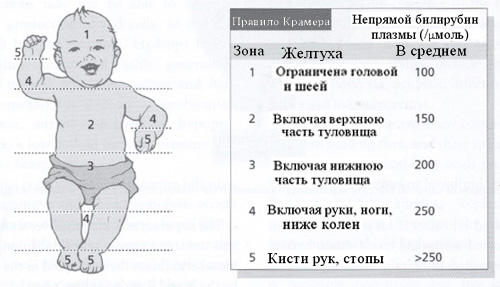 1
5
4
2
4
5
3
4
5 5
Правило Крамера
Непрямой билирубин
плазмы (/µмоль)
Зона Желтуха В среднем
1 Ограничена головой 100
и шеей
2 Включая верхнюю 150
часть туловища
3 Включая нижнюю 200
часть туловища
4 Включая руки, ноги, 250
ниже колен
5 Кисти рук, стопы >250